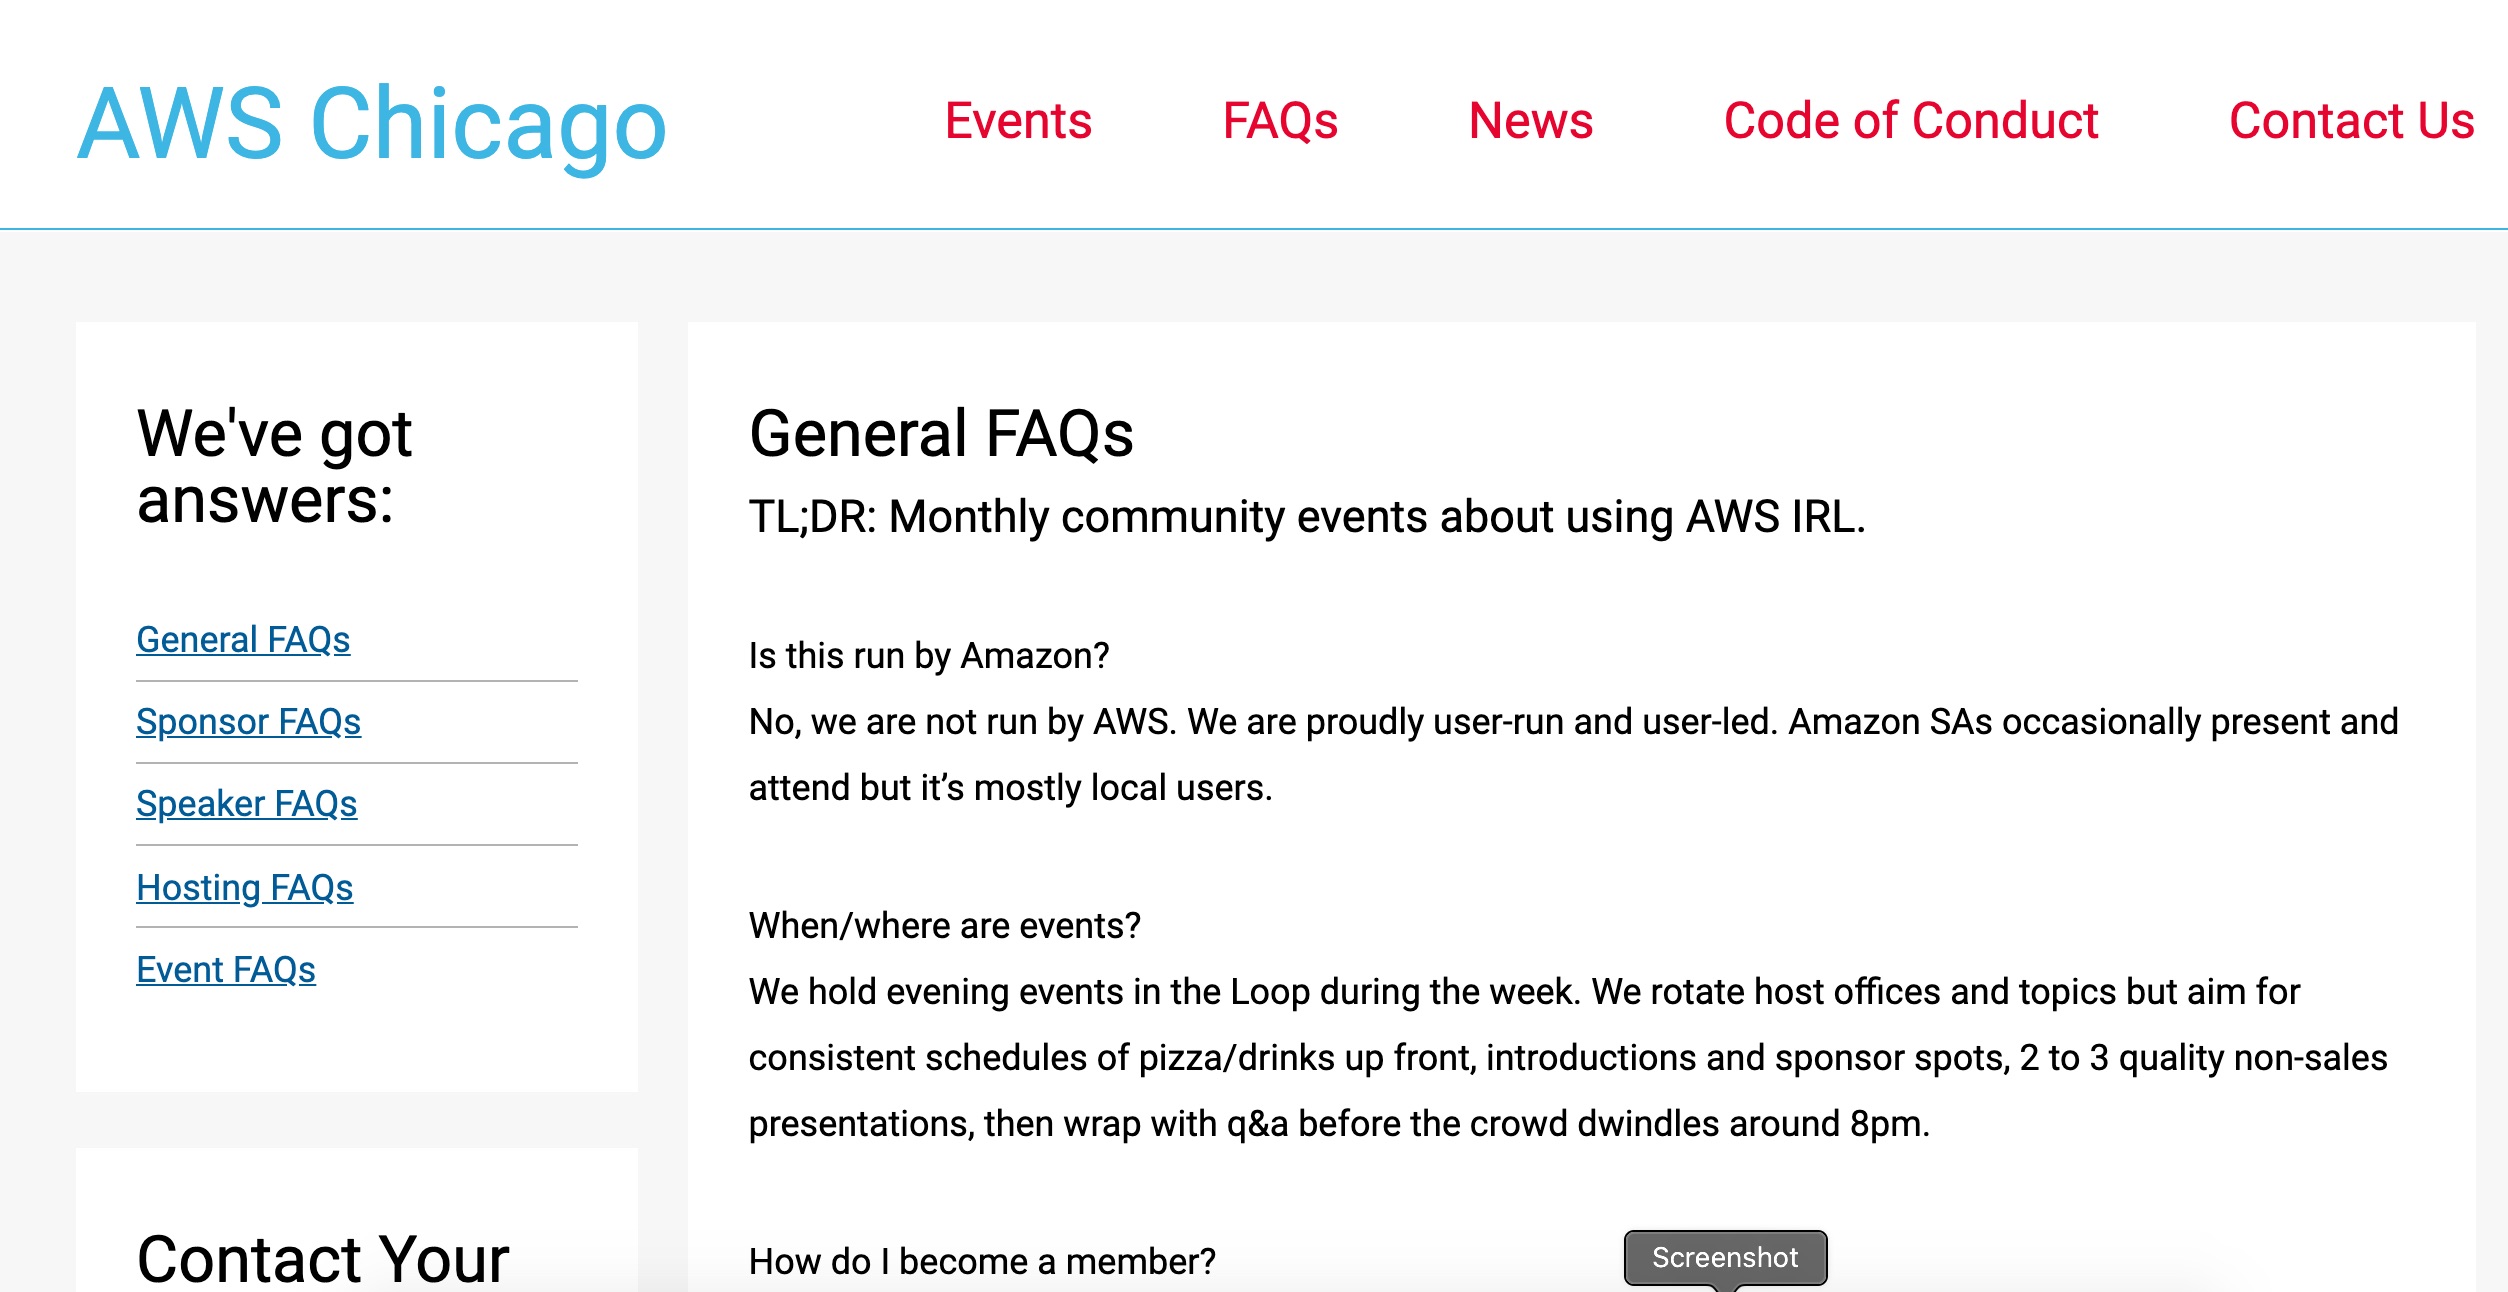 AWS Chicago
Events
FAQs
News
Code of Conduct
Contact Us
We've got
answers:
General FAQs
Sponsor FAQs
Speaker FAQs
Hosting FAQs
Event FAQs
Contact Your
General FAQs
TL;DR: Monthly community events about using AWS IRL.
Is this run by Amazon?
No, we are not run by AWS. We are proudly user-run and user-led. Amazon SAs occasionally present and
attend but it’s mostly local users.
When/where are events?
We hold evening events in the Loop during the week. We rotate host offices and topics but aim for
consistent schedules of pizza/drinks up front, introductions and sponsor spots, 2 to 3 quality non-sales
presentations, then wrap with q&a before the crowd dwindles around 8pm.
How do I become a member?
Screenshot